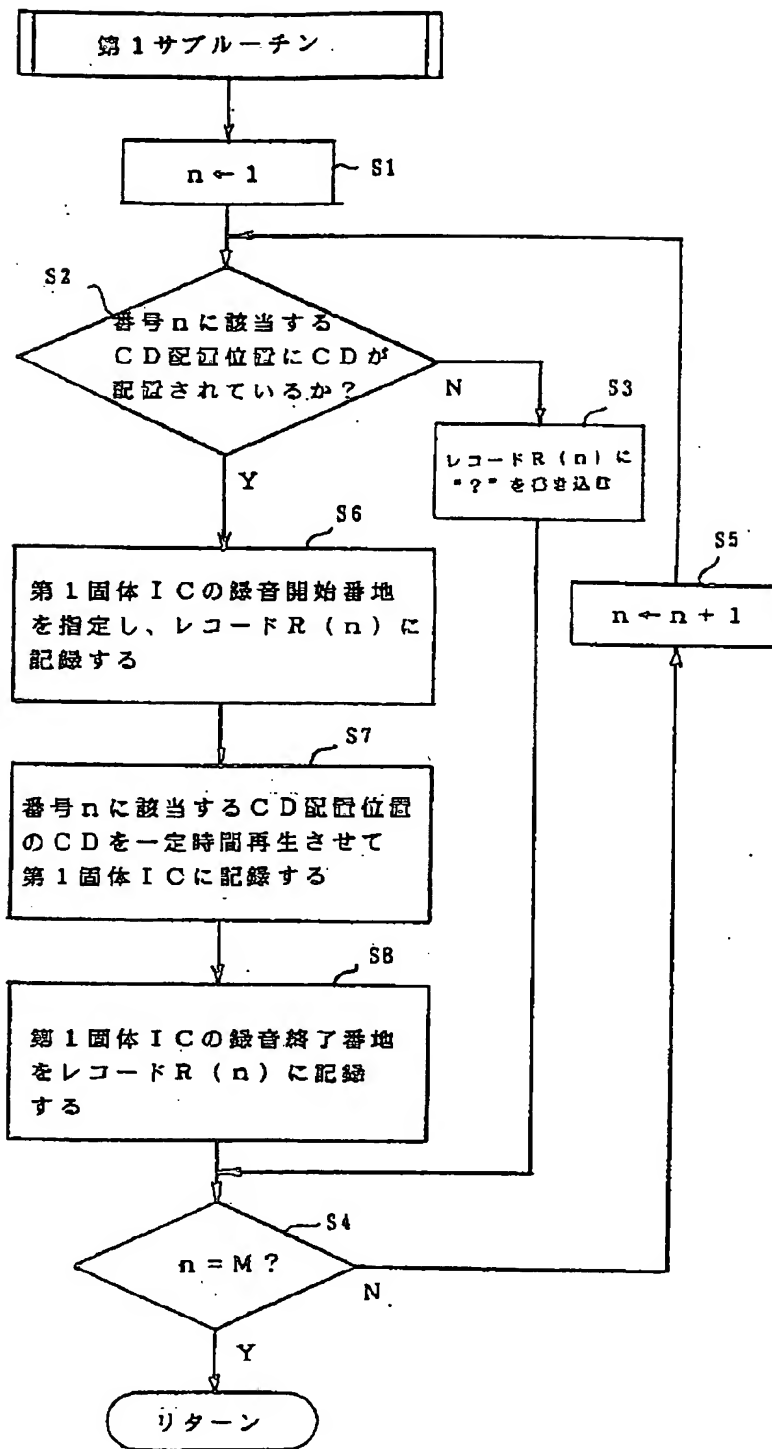 第1サブルーチン
n←1
S1
S2
番号nに該当する
CD配置位置にCDが
配置されているか?
N
Y
S3
レコードR(n)に
"?"を書き込む
S5
n←n+1
S6
第1固体ICの録音開始番地
を指定し、レコードR(n)に
記録する
S7
番号nに該当するCD配置位置
のCDを一定時間再生させて
第1固体ICに記録する
S8
第1固体ICの録音終了番地
をレコードR(n)に記録
する
S4
n=M?
N
Y
リターン